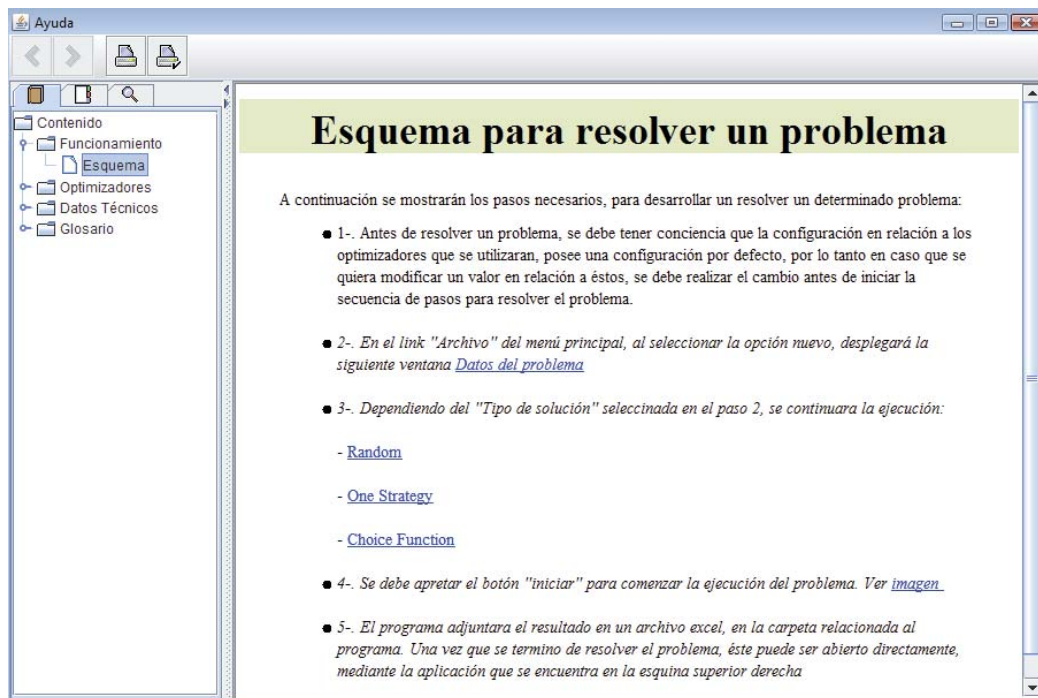 Ayuda
Contenido
Funcionamiento
Esquema
Optimizadores
Datos Técnicos
Glosario
Esquema para resolver un problema
A continuación se mostrarán los pasos necesarios, para desarrollar un resolver un determinado problema:
1-. Antes de resolver un problema, se debe tener conciencia que la configuración en relación a los
optimizadores que se utilizaran, posee una configuración por defecto, por lo tanto en caso que se
quiera modificar un valor en relación a éstos, se debe realizar el cambio antes de iniciar la
secuencia de pasos para resolver el problema.
2-. En el link "Archivo" del menú principal, al seleccionar la opción nuevo, desplegará la
siguiente ventana Datos del problema
3-. Dependiendo del "Tipo de solución" seleccinada en el paso 2, se continuara la ejecución:
- Random
- One Strategy
- Choice Function
4-. Se debe apretar el botón "iniciar" para comenzar la ejecución del problema. Ver imagen
5-. El programa adjuntara el resultado en un archivo excel, en la carpeta relacionada al
programa. Una vez que se termino de resolver el problema, éste puede ser abierto directamente,
mediante la aplicación que se encuentra en la esquina superior derecha